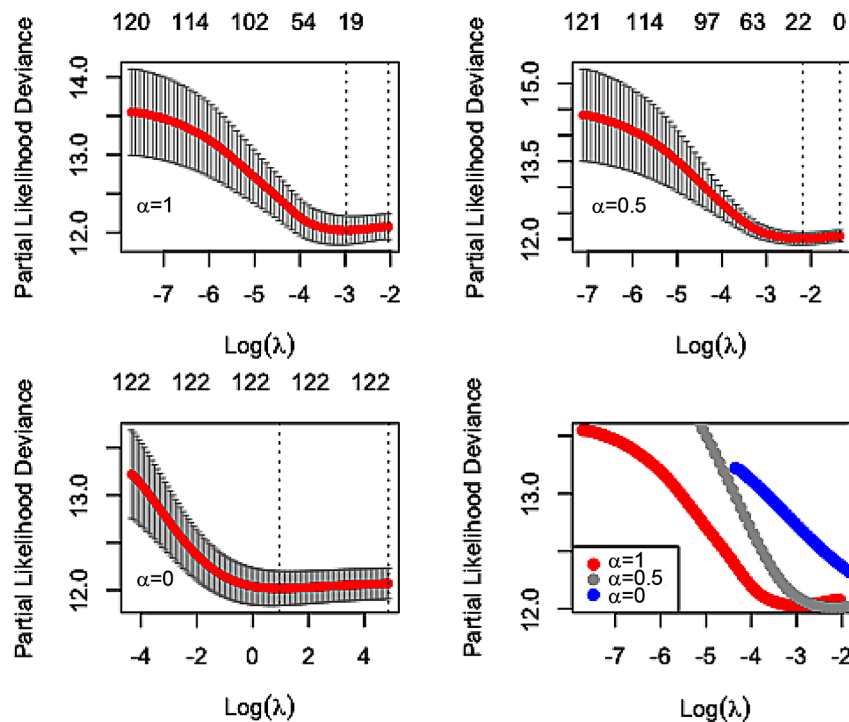 120 114 102 54 19
Partial Likelihood Deviance
14.0
13.0
12.0
α=1
-7 -6 -5 -4 -3 -2
Log(λ)
121 114 97 63 22 0
Partial Likelihood Deviance
15.0
13.5
12.0
α=0.5
-7 -6 -5 -4 -3 -2
Log(λ)
122 122 122 122 122
Partial Likelihood Deviance
13.0
12.0
α=0
-4 -2 0 2 4
Log(λ)
Partial Likelihood Deviance
13.0
12.0
α=1
α=0.5
α=0
-7 -6 -5 -4 -3 -2
Log(λ)